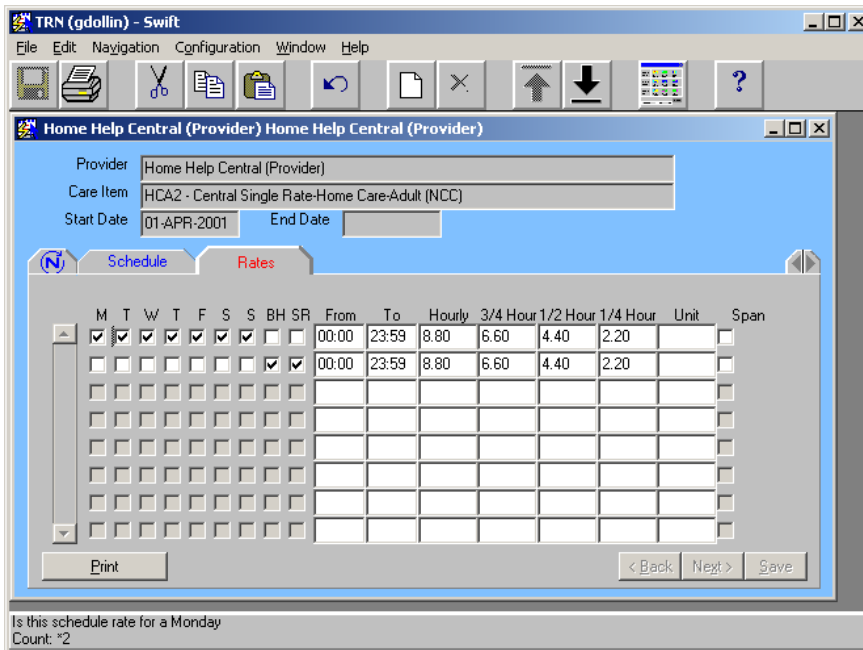 TRN (gdollin) - Swift
File Edit Navigation Configuration Window Help
?
Home Help Central (Provider) Home Help Central (Provider)
Provider Home Help Central (Provider)
Care Item HCA2 - Central Single Rate-Home Care-Adult (NCC)
Start Date 01-APR-2001 End Date
N Schedule Rates
M T W T F S S BH SR From To Hourly 3/4 Hour 1/2 Hour 1/4 Hour Unit Span
00:00 23:59 8.80 6.60 4.40 2.20
00:00 23:59 8.80 6.60 4.40 2.20
Print < Back Next > Save
Is this schedule rate for a Monday
Count: *2